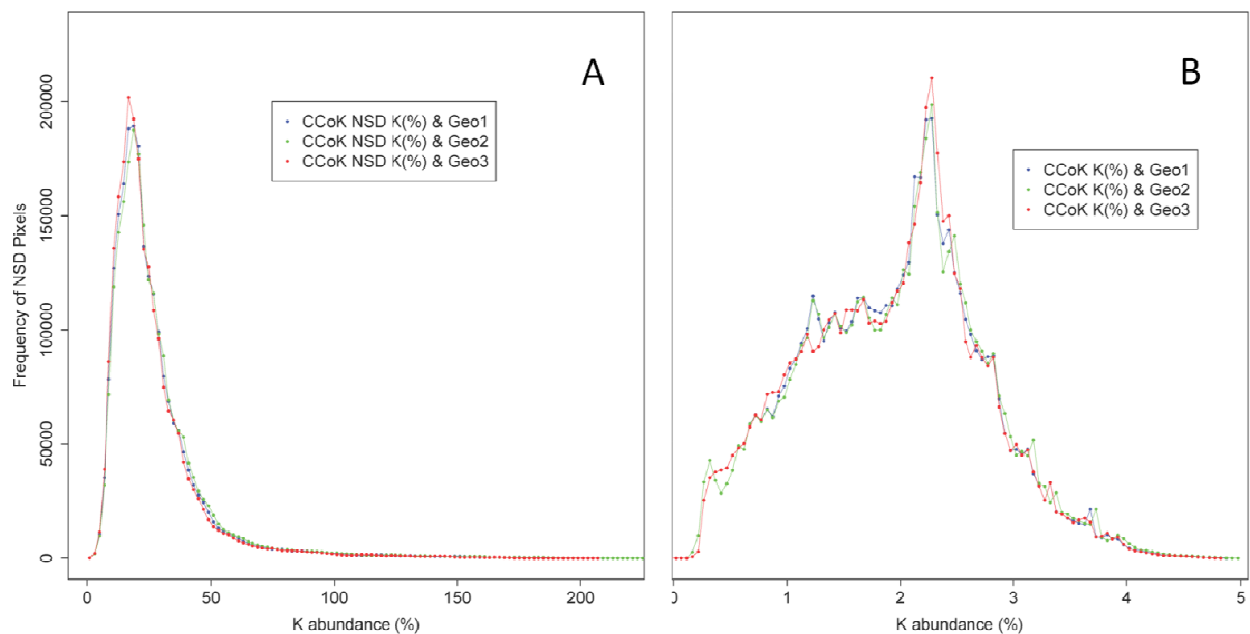 A
B
CCoK NSD K(%) & Geo1
CCoK NSD K(%) & Geo2
CCoK NSD K(%) & Geo3
CCoK K(%) & Geo1
CCoK K(%) & Geo2
CCoK K(%) & Geo3
Frequency of NSD Pixels
200000
150000
100000
50000
0
0 50 100 150 200
0 1 2 3 4 5
K abundance (%)
K abundance (%)